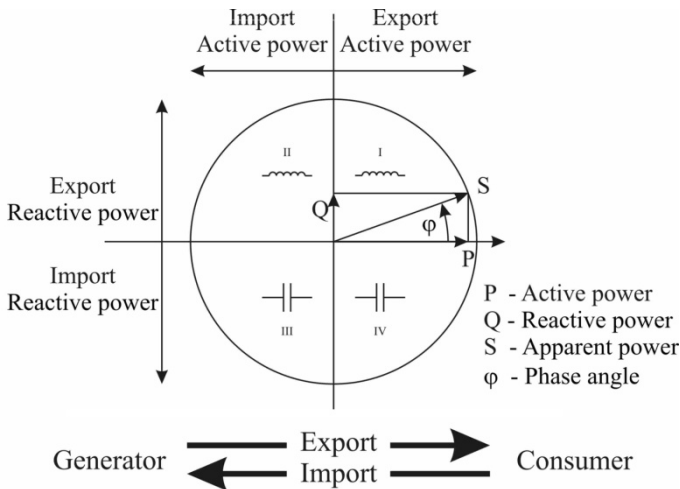 Import
Active power
Export
Active power
II
I
S
Export
Reactive power
Q
φ
P
Import
Reactive power
III
IV
P - Active power
Q - Reactive power
S - Apparent power
φ - Phase angle
Generator
Export
Import
Consumer